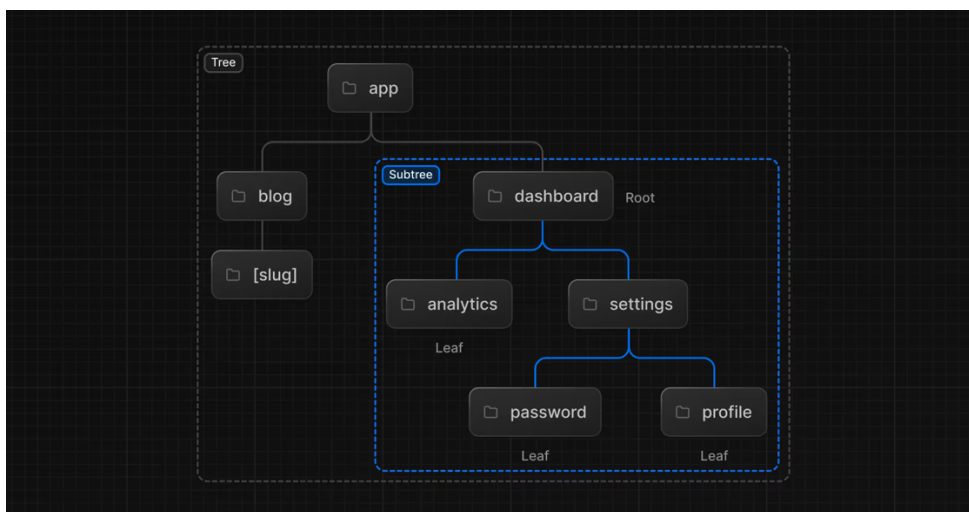 Tree
app
Subtree
blog
dashboard Root
[slug]
analytics
settings
Leaf
password
profile
Leaf
Leaf